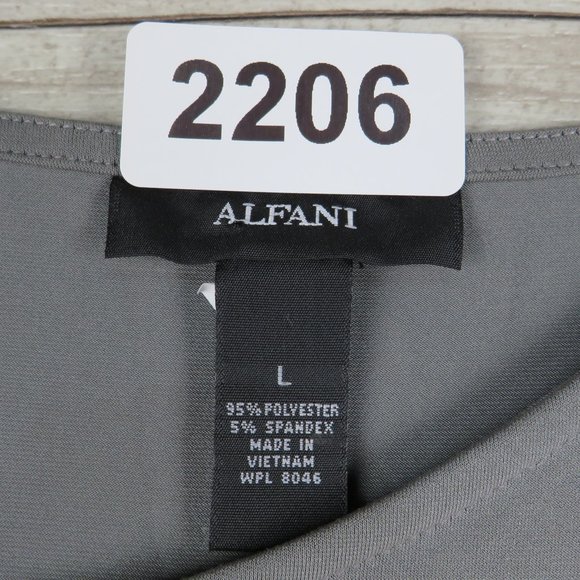 2206
ALFANI
L
95% POLYESTER
5% SPANDEX
MADE IN
VIETNAM
WPL 8046